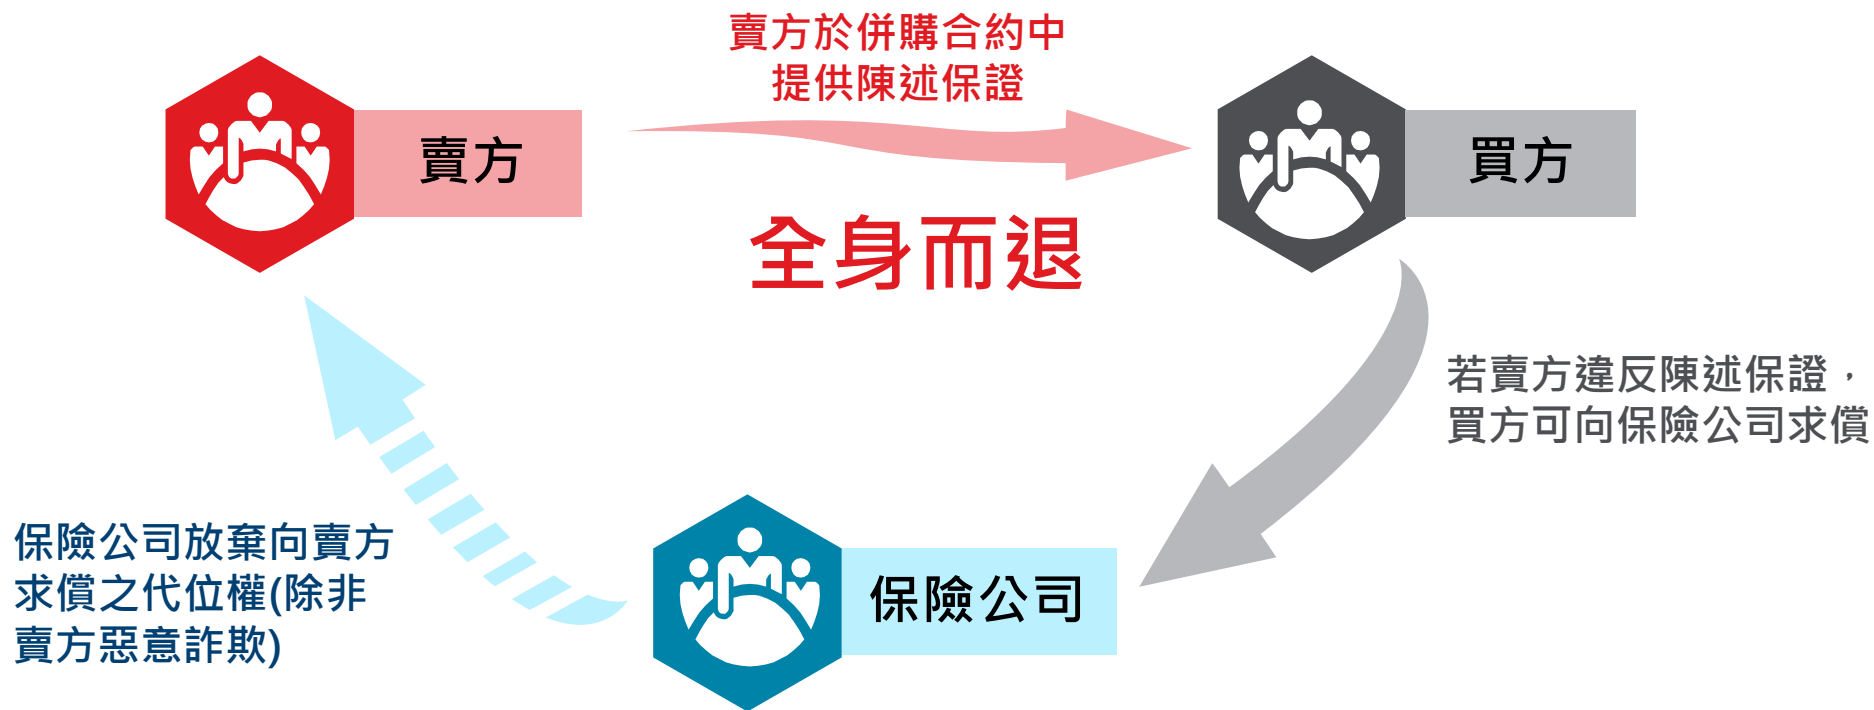 賣方於併購合約中
提供陳述保證
賣方
買方
全身而退
若賣方違反陳述保證，
買方可向保險公司求償
保險公司放棄向賣方
求償之代位權(除非
賣方惡意詐欺)
保險公司